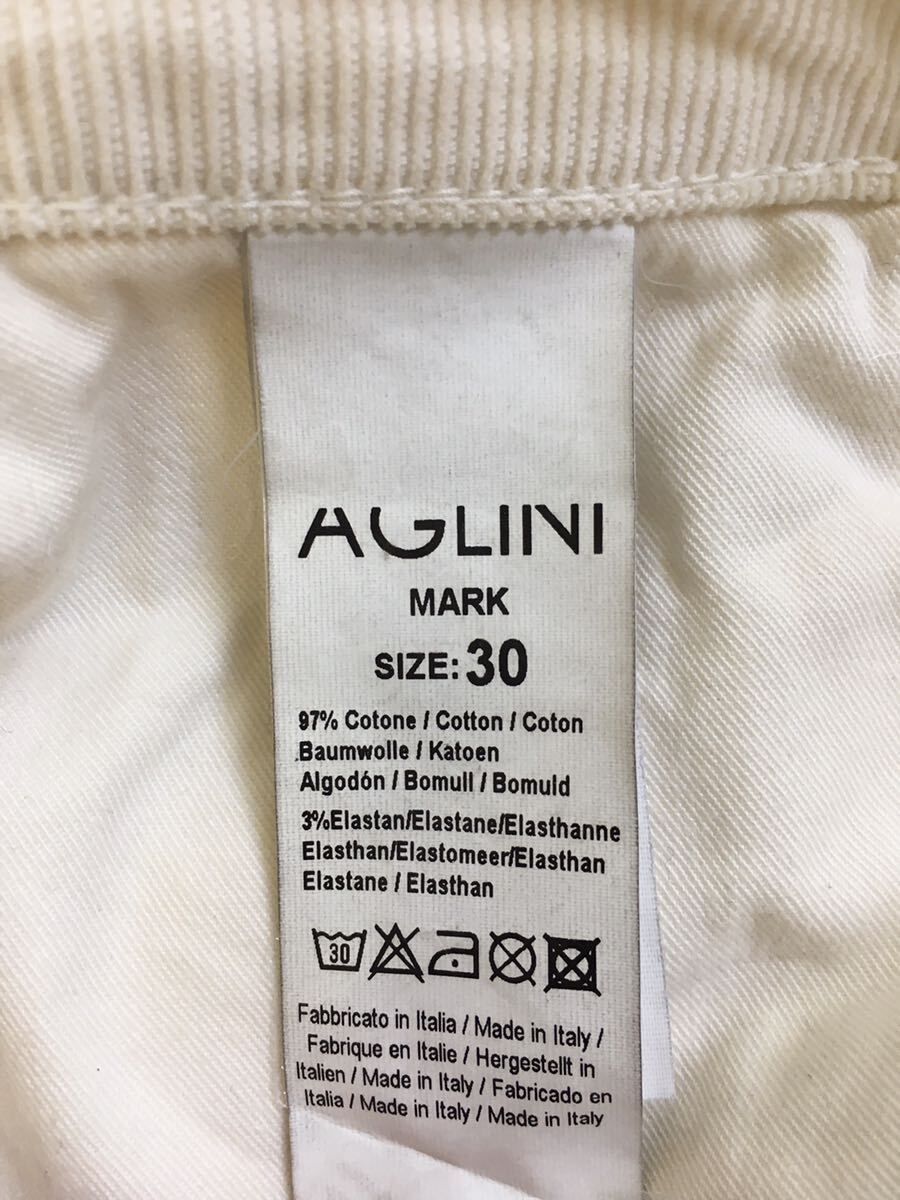 AGLINI
MARK
SIZE: 30
97% Cotone / Cotton / Coton
Baumwolle / Katoen
Algodón / Bomull / Bomuld
3%Elastan/Elastane/Elasthanne
Elasthan/Elastomeer/Elasthan
Elastane / Elasthan
30
Fabbricato in Italia / Made in Italy /
Fabrique en Italie / Hergestellt in
Italien / Made in Italy / Fabricado en
Italia / Made in Italy / Made in Italy